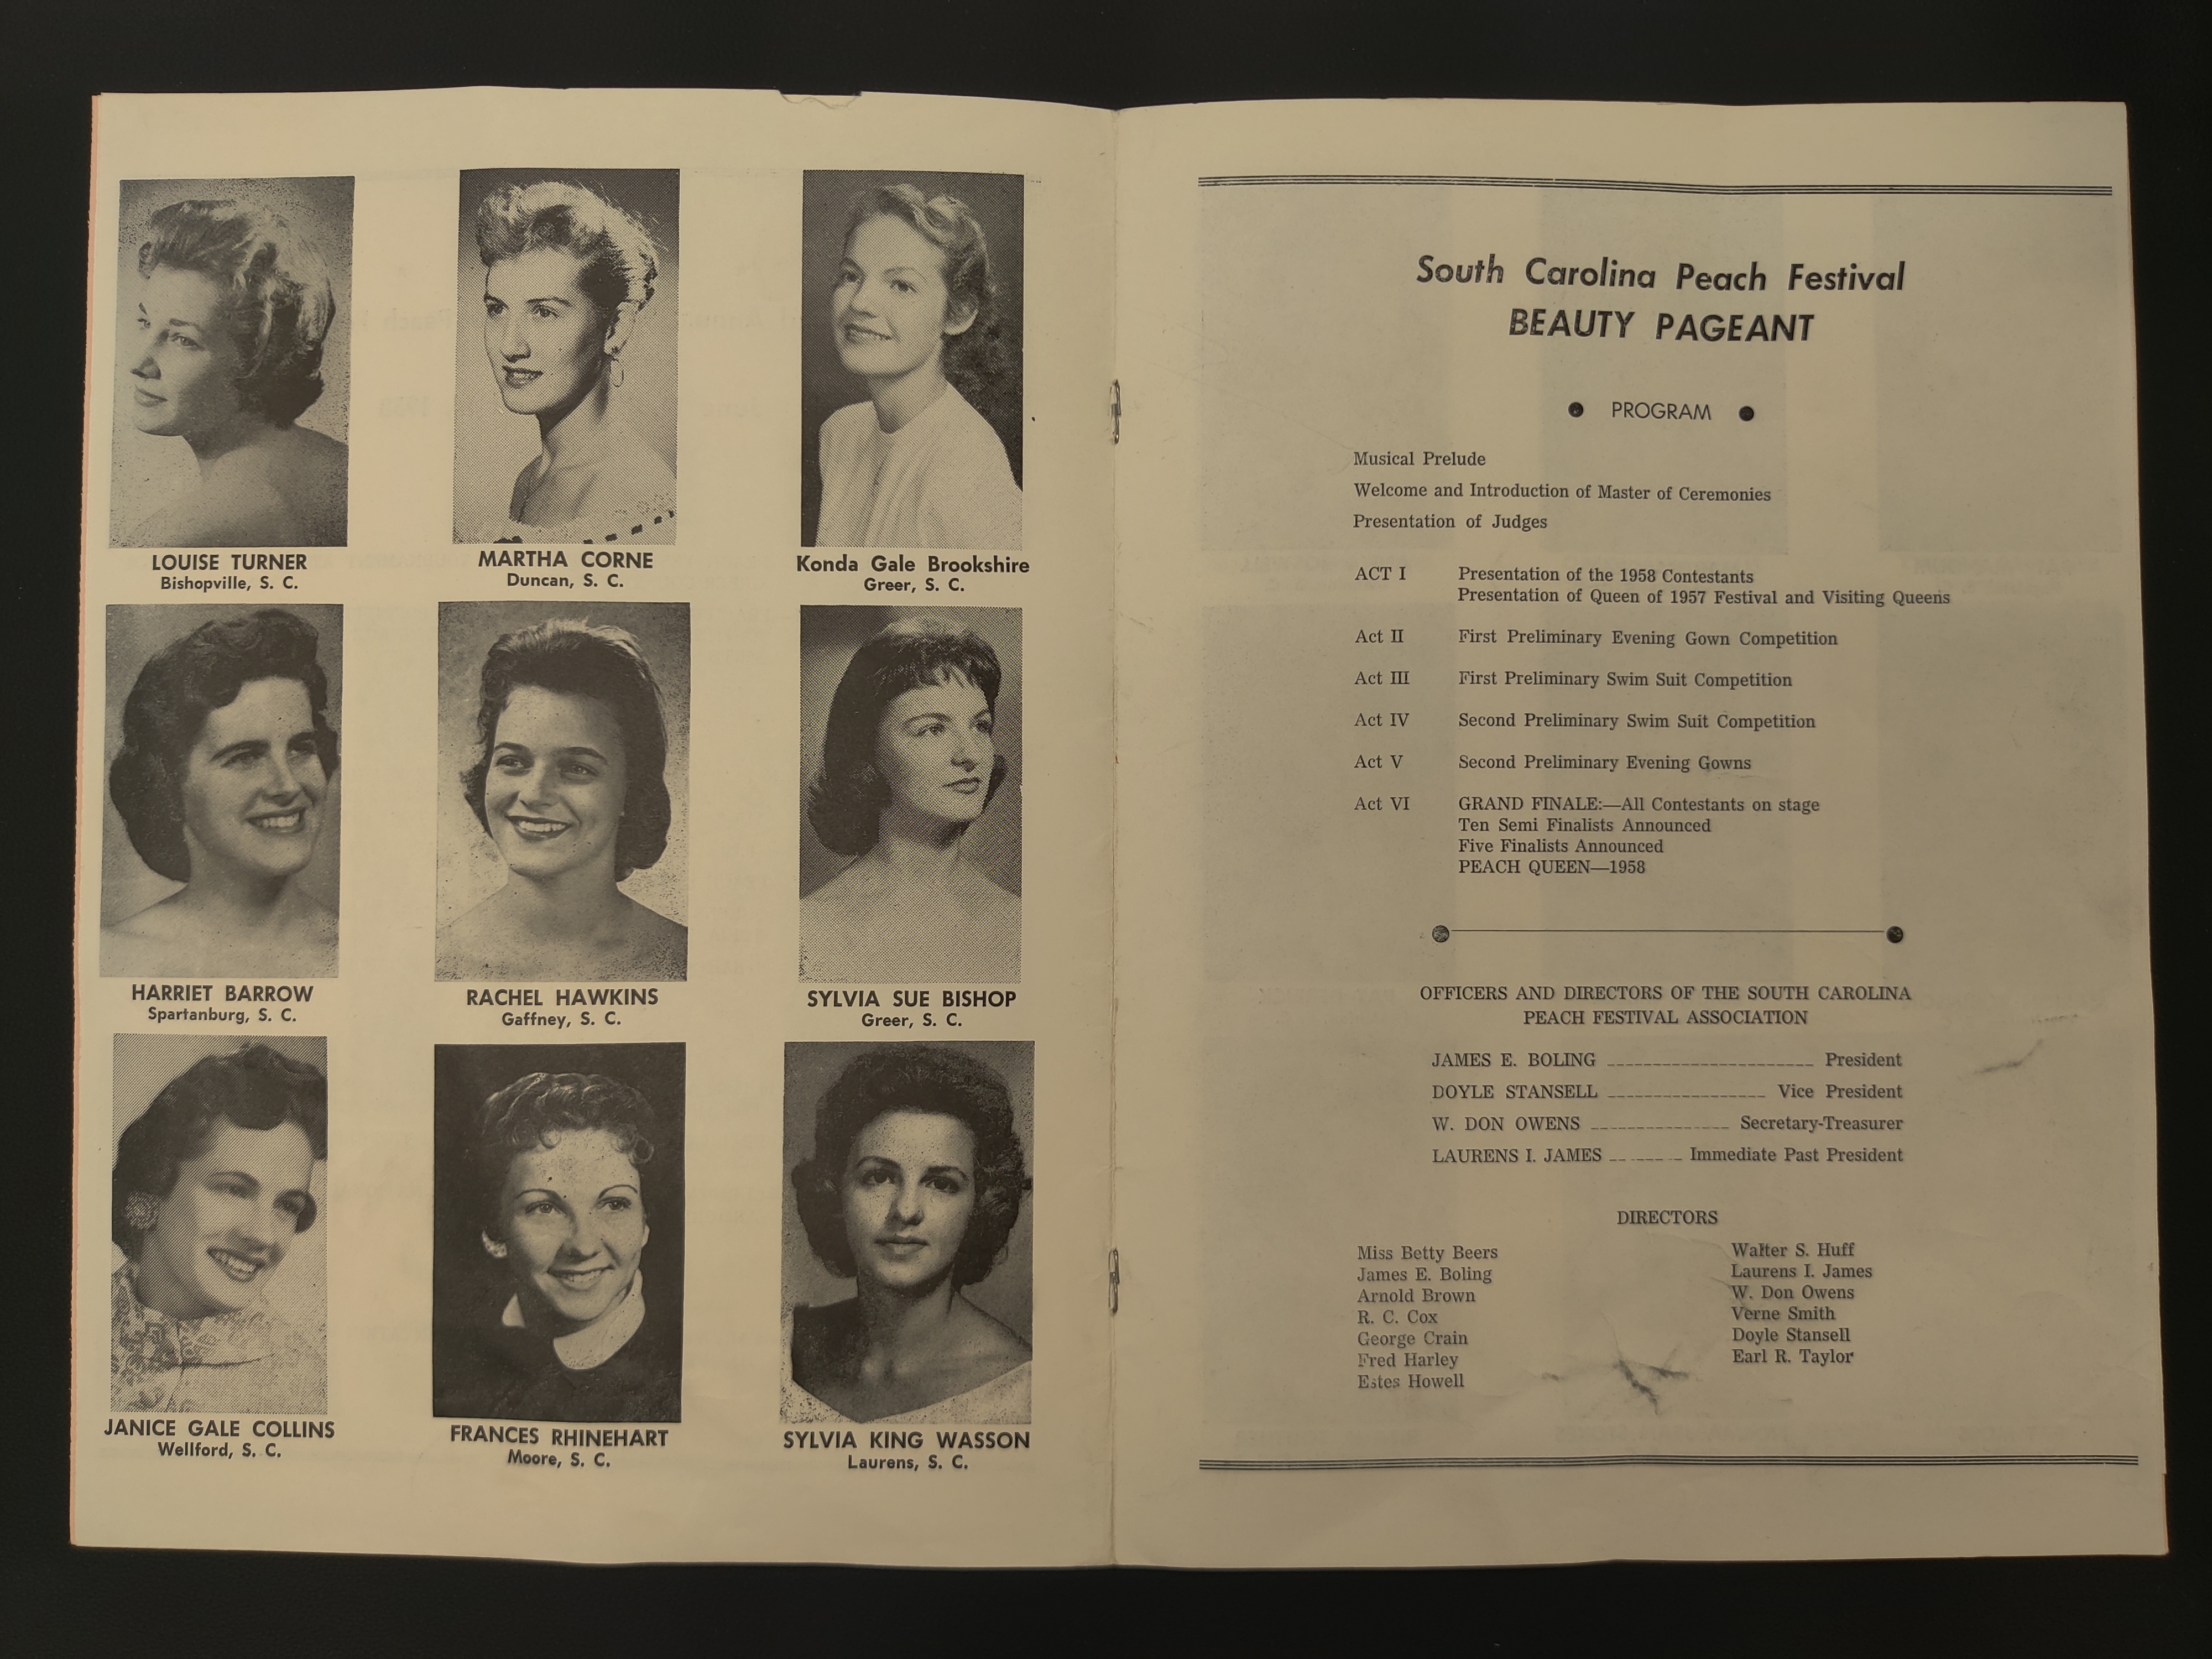 LOUISE TURNER
Bishopville, S. C.
MARTHA CORNE
Duncan, S. C.
Konda Gale Brookshire
Greer, S. C.
HARRIET BARROW
Spartanburg, S. C.
RACHEL HAWKINS
Gaffney, S. C.
SYLVIA SUE BISHOP
Greer, S. C.
JANICE GALE COLLINS
Wellford, S. C.
FRANCES RHINEHART
Moore, S. C.
SYLVIA KING WASSON
Laurens, S. C.
South Carolina Peach Festival
BEAUTY PAGEANT
● PROGRAM ●
Musical Prelude
Welcome and Introduction of Master of Ceremonies
Presentation of Judges
ACT I Presentation of the 1958 Contestants
Presentation of Queen of 1957 Festival and Visiting Queens
Act II First Preliminary Evening Gown Competition
Act III First Preliminary Swim Suit Competition
Act IV Second Preliminary Swim Suit Competition
Act V Second Preliminary Evening Gowns
Act VI GRAND FINALE:—All Contestants on stage
Ten Semi Finalists Announced
Five Finalists Announced
PEACH QUEEN—1958
OFFICERS AND DIRECTORS OF THE SOUTH CAROLINA
PEACH FESTIVAL ASSOCIATION
JAMES E. BOLING President
DOYLE STANSELL Vice President
W. DON OWENS Secretary-Treasurer
LAURENS I. JAMES Immediate Past President
DIRECTORS
Miss Betty Beers
James E. Boling
Arnold Brown
R. C. Cox
George Crain
Fred Harley
Estes Howell
Walter S. Huff
Laurens I. James
W. Don Owens
Verne Smith
Doyle Stansell
Earl R. Taylor